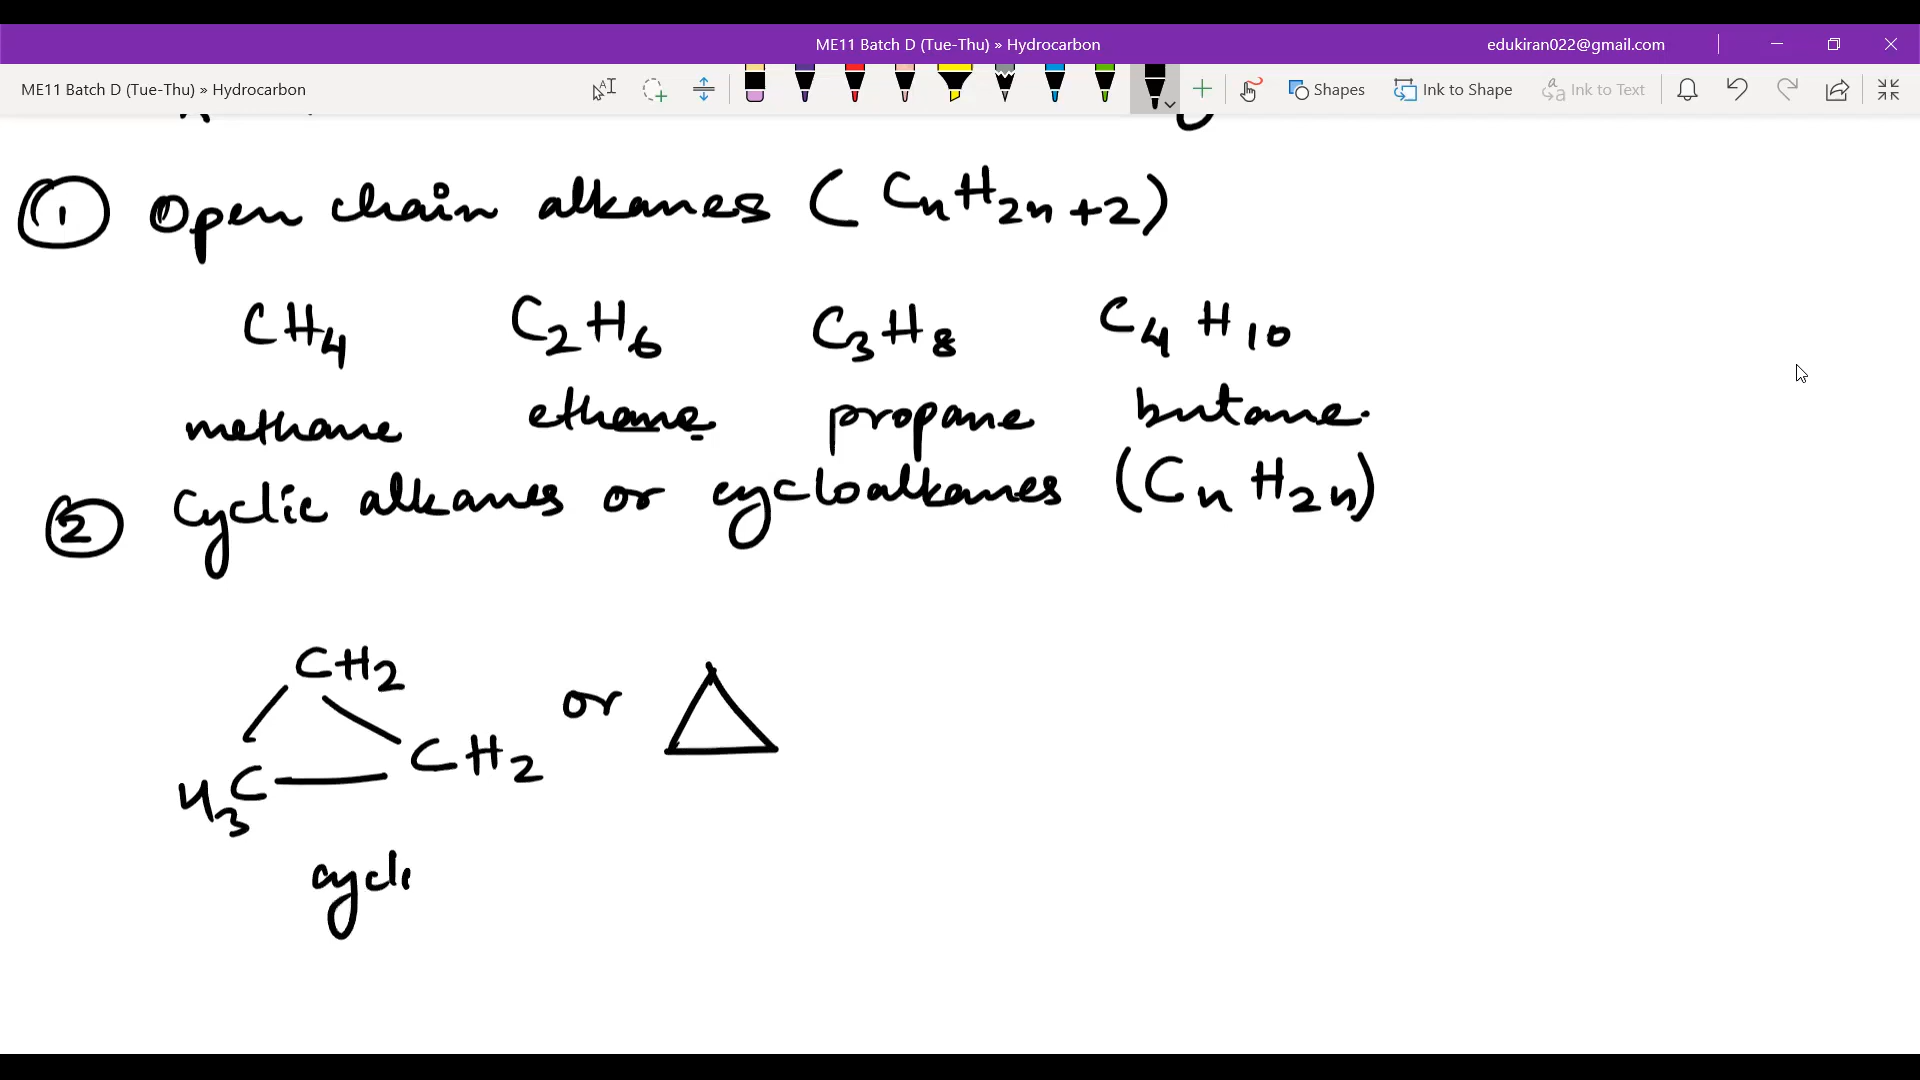 ME11 Batch D (Tue-Thu) » Hydrocarbon
edukiran022@gmail.com
ME11 Batch D (Tue-Thu) » Hydrocarbon
Shapes
Ink to Shape
Ink to Text
1 Open chain alkanes (CnH2n+2)
CH4 C2H6 C3H8 C4H10
methane ethane propane butane.
2 Cyclic alkanes or cycloalkanes (CnH2n)
CH2
or
H3C CH2
cycl